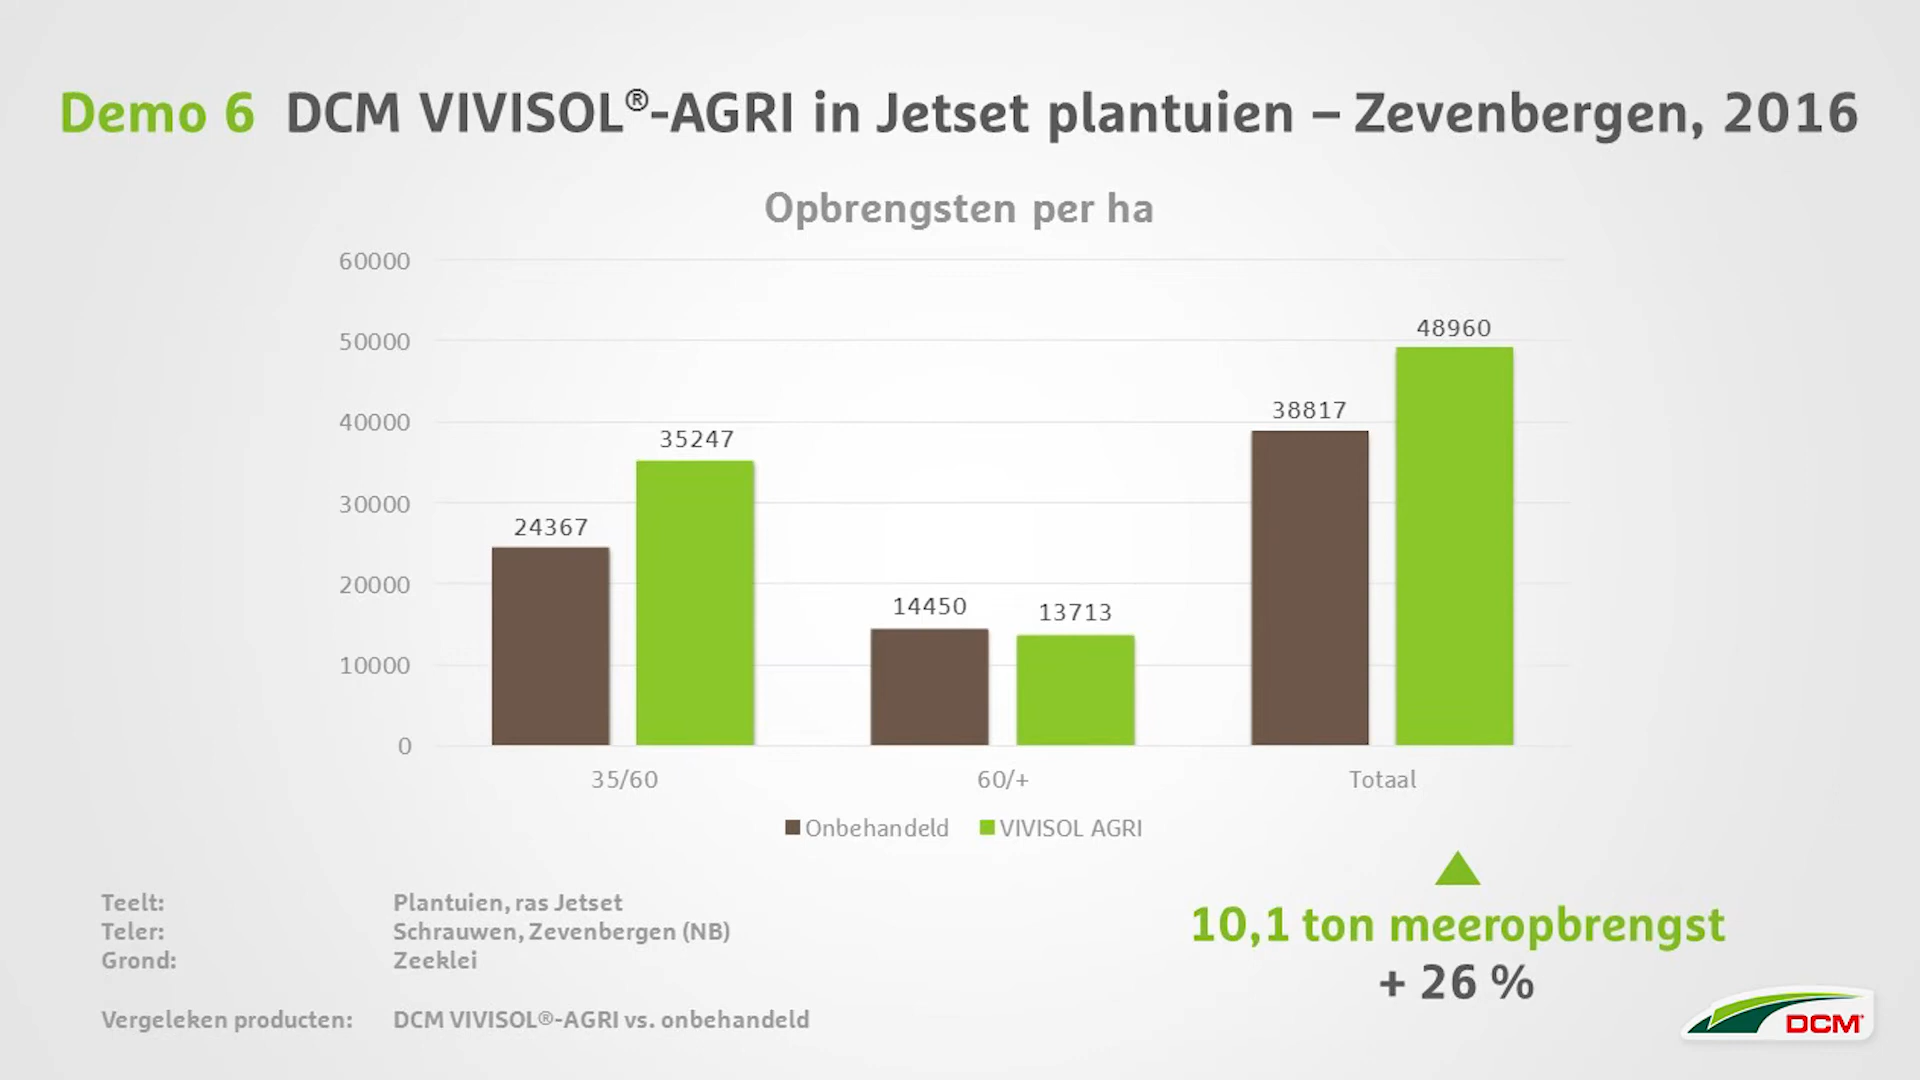 Demo 6 DCM VIVISOL®-AGRI in Jetset plantuien – Zevenbergen, 2016
Opbrengsten per ha
60000
50000
40000
30000
20000
10000
0
24367
35247
14450
13713
38817
48960
35/60
60/+
Totaal
Onbehandeld VIVISOL AGRI
Teelt: Plantuien, ras Jetset
Teler: Schrauwen, Zevenbergen (NB)
Grond: Zeeklei
Vergeleken producten: DCM VIVISOL®-AGRI vs. onbehandeld
10,1 ton meeropbrengst
+ 26 %
DCM